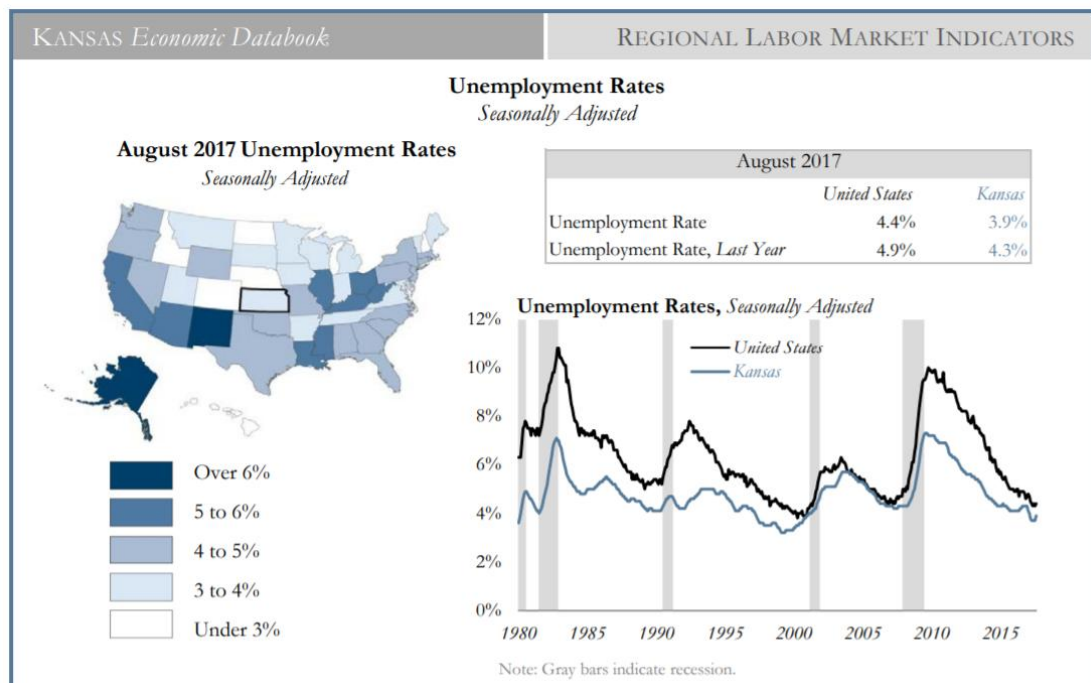 KANSAS Economic Databook
REGIONAL LABOR MARKET INDICATORS
Unemployment Rates
Seasonally Adjusted
August 2017 Unemployment Rates
Seasonally Adjusted
Over 6%
5 to 6%
4 to 5%
3 to 4%
Under 3%
August 2017
United States Kansas
Unemployment Rate 4.4% 3.9%
Unemployment Rate, Last Year 4.9% 4.3%
Unemployment Rates, Seasonally Adjusted
12%
10%
8%
6%
4%
2%
0%
United States
Kansas
1980 1985 1990 1995 2000 2005 2010 2015
Note: Gray bars indicate recession.